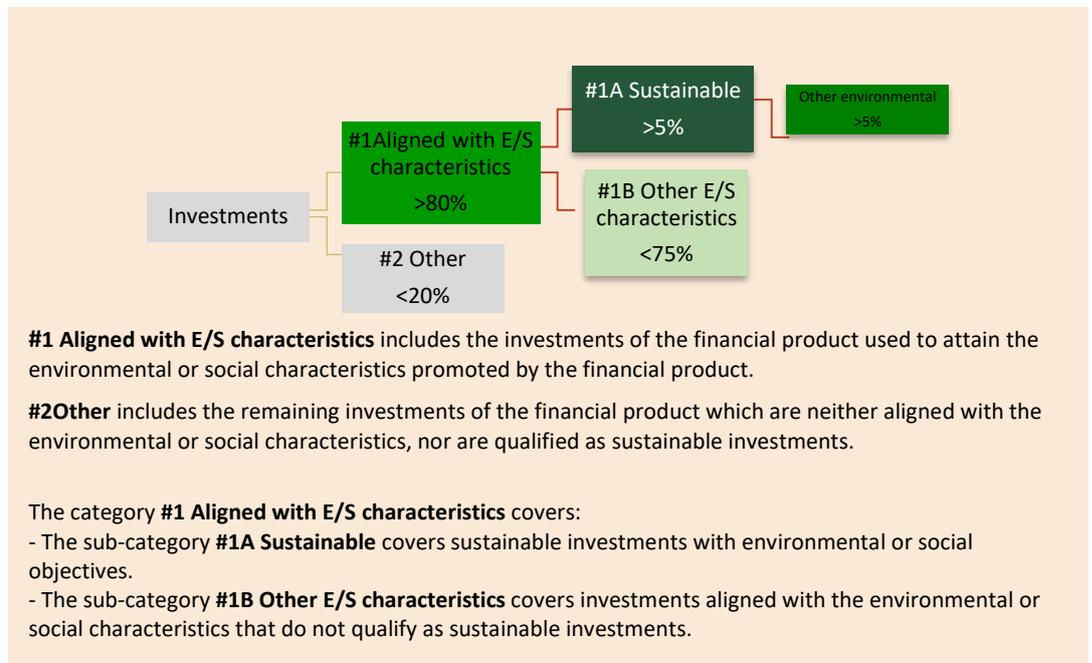 #1A Sustainable
>5%
Other environmental
>5%
#1Aligned with E/S
characteristics
>80%
#1B Other E/S
characteristics
<75%
Investments
#2 Other
<20%
#1 Aligned with E/S characteristics includes the investments of the financial product used to attain the
environmental or social characteristics promoted by the financial product.
#2Other includes the remaining investments of the financial product which are neither aligned with the
environmental or social characteristics, nor are qualified as sustainable investments.
The category #1 Aligned with E/S characteristics covers:
- The sub-category #1A Sustainable covers sustainable investments with environmental or social
objectives.
- The sub-category #1B Other E/S characteristics covers investments aligned with the environmental or
social characteristics that do not qualify as sustainable investments.